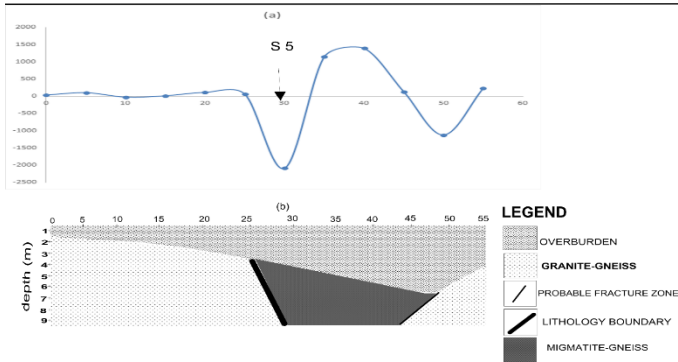 (a)
2000
1500
1000
500
0
-500
-1000
-1500
-2000
-2500
S 5
0 10 20 30 40 50 60
(b)
0 5 10 15 20 25 30 35 40 45 50 55
depth (m)
1
2
3
4
5
6
7
8
9
LEGEND
OVERBURDEN
GRANITE-GNEISS
PROBABLE FRACTURE ZONE
LITHOLOGY BOUNDARY
MIGMATITE-GNEISS